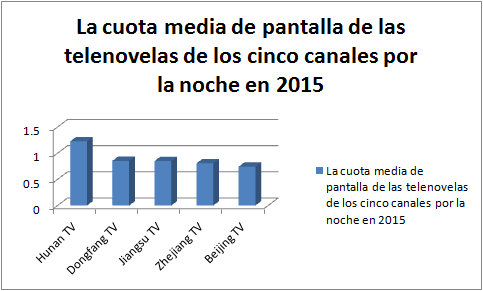 La cuota media de pantalla de las
telenovelas de los cinco canales por
la noche en 2015
1.5
1
0.5
0
Hunan TV
Dongfang TV
Jiangsu TV
Zhejiang TV
Beijing TV
La cuota media de
pantalla de las telenovelas
de los cinco canales por la
noche en 2015